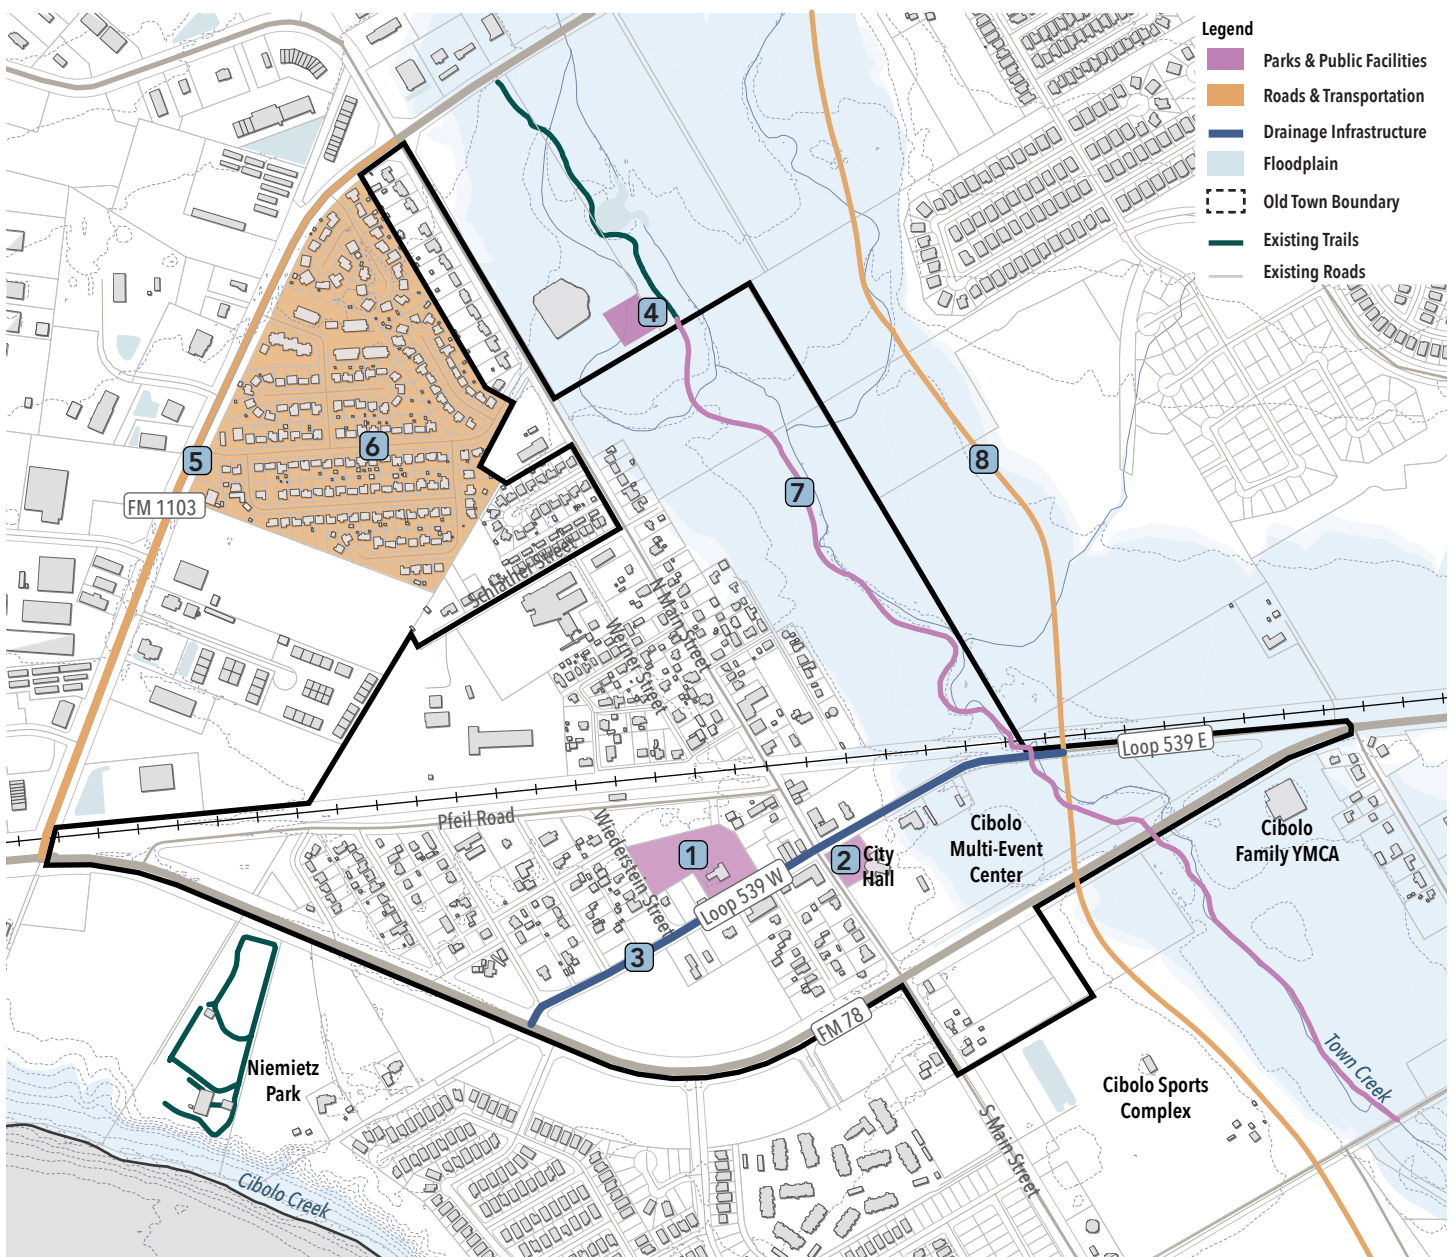 Legend
Parks & Public Facilities
Roads & Transportation
Drainage Infrastructure
Floodplain
Old Town Boundary
Existing Trails
Existing Roads
4
5
6
8
7
FM 1103
Schlather Street
N Main Street
Werner Street
Loop 539 E
Pfeil Road
Wiederstein Street
1
2
City
Hall
Loop 539 W
3
Cibolo
Multi-Event
Center
Cibolo
Family YMCA
FM 78
Niemietz
Park
Cibolo Sports
Complex
Town Creek
S Main Street
Cibolo Creek